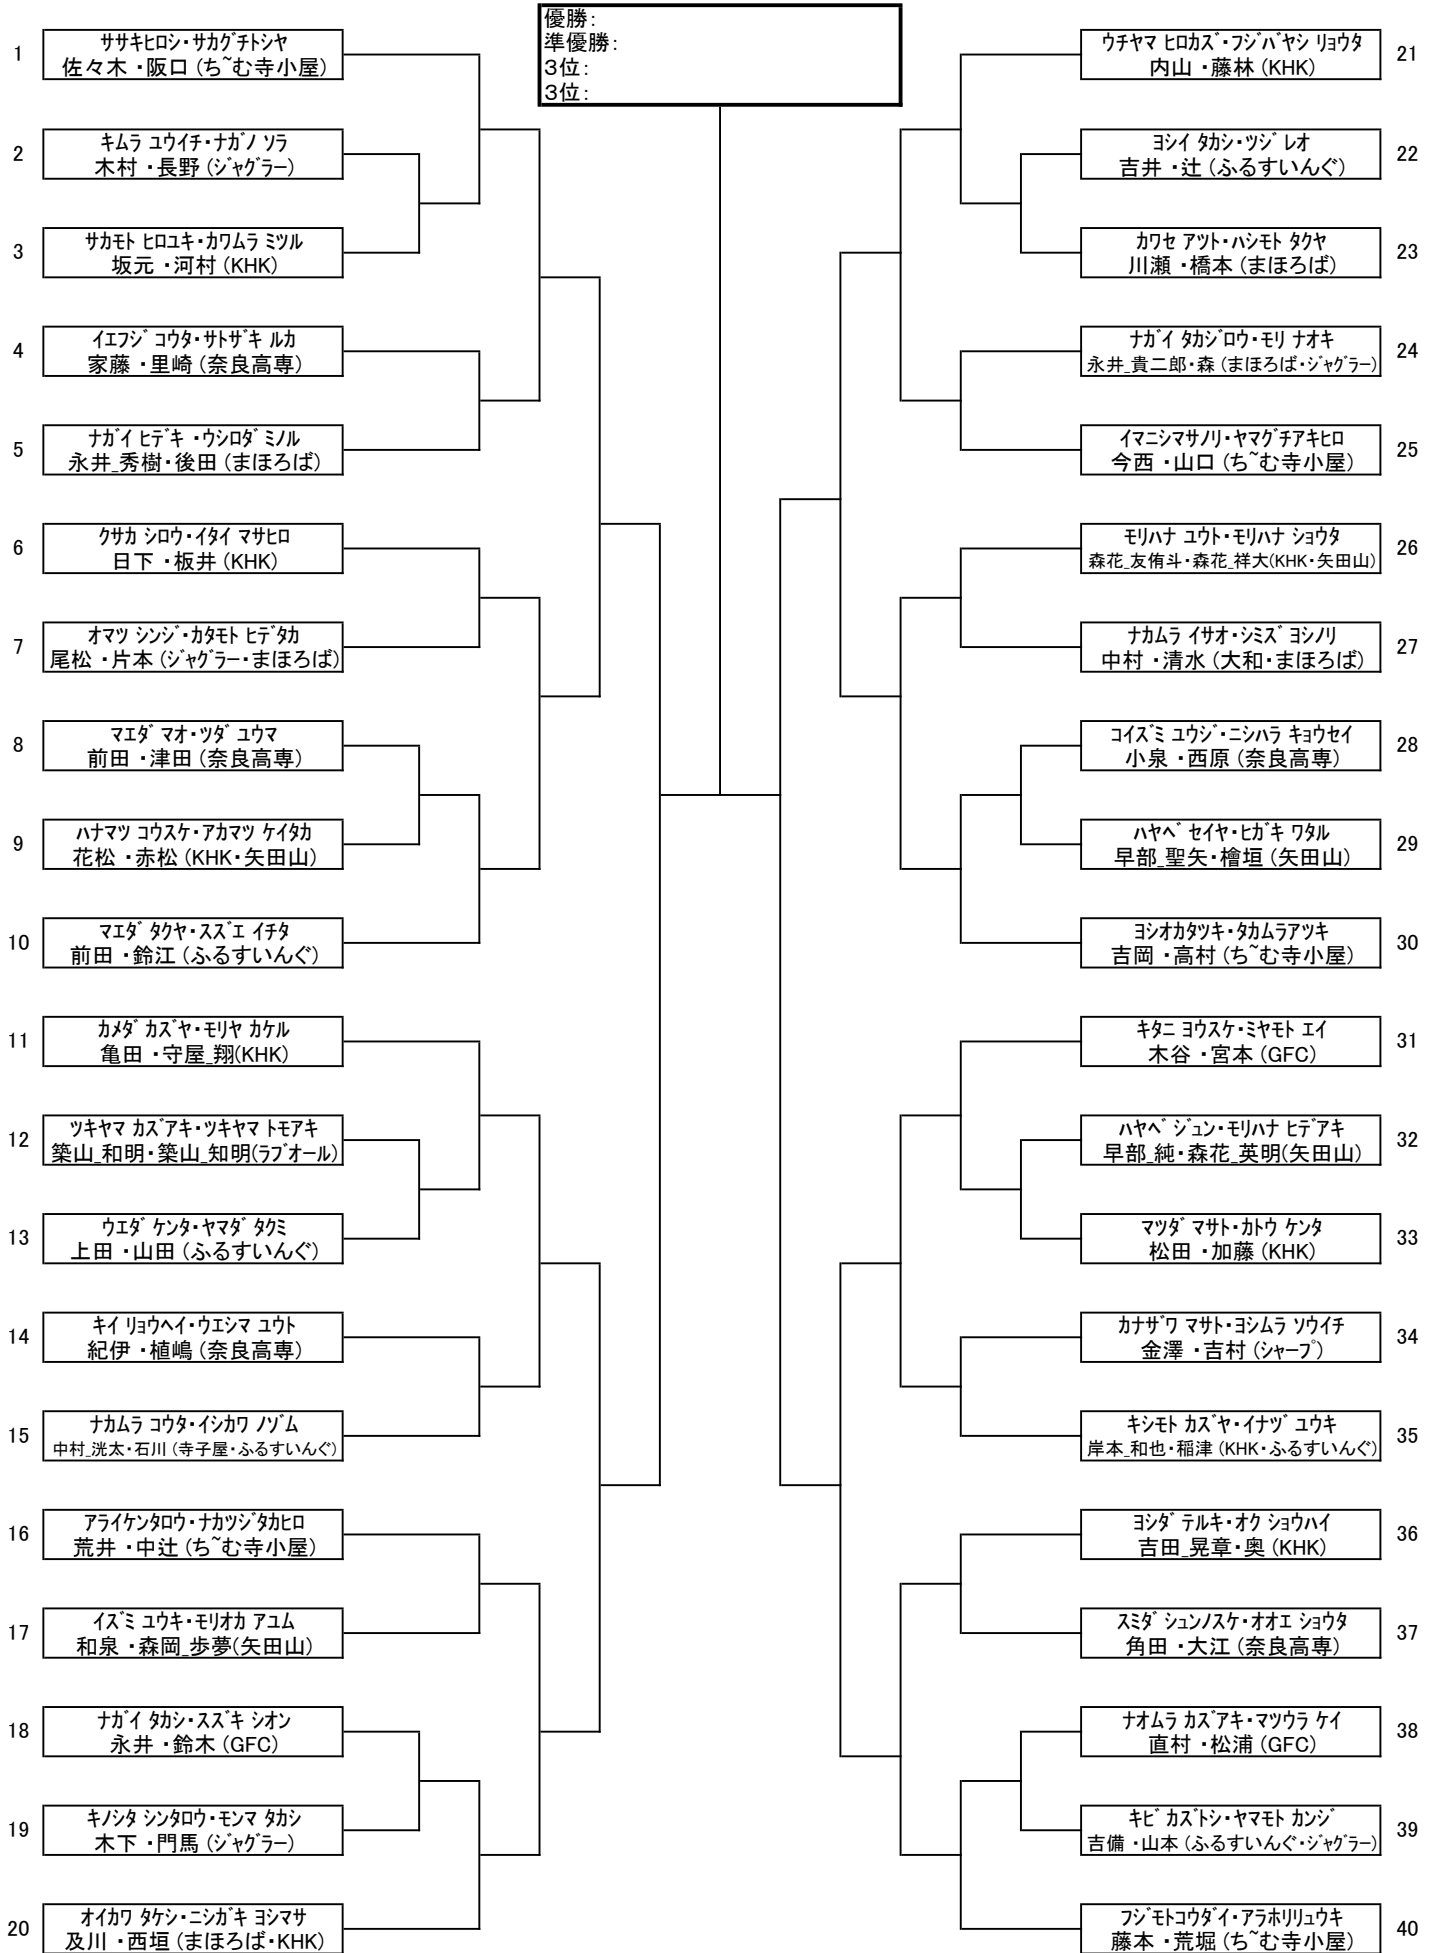 優勝:
準優勝:
3位:
3位:
1
ササキヒロシ・サカグチトシヤ
佐々木・阪口(ち~む寺小屋)
2
キムラ ユウイチ・ナガノ ソラ
木村・長野(ジャグラー)
3
サカモト ヒロユキ・カワムラ ミツル
坂元・河村(KHK)
4
イエフジ コウタ・サトザキ ルカ
家藤・里崎(奈良高専)
5
ナガイ ヒデキ・ウシロダ ミノル
永井_秀樹・後田(まほろば)
6
クサカ シロウ・イタイ マサヒロ
日下・板井(KHK)
7
オマツ シンジ・カタモト ヒデタカ
尾松・片本(ジャグラー・まほろば)
8
マエダ マオ・ツダ ユウマ
前田・津田(奈良高専)
9
ハナマツ コウスケ・アカマツ ケイタカ
花松・赤松(KHK・矢田山)
10
マエダ タクヤ・スズエ イチタ
前田・鈴江(ふるすいんぐ)
11
カメダ カズヤ・モリヤ カケル
亀田・守屋_翔(KHK)
12
ツキヤマ カズアキ・ツキヤマ トモアキ
築山_和明・築山_知明(ラブオール)
13
ウエダ ケンタ・ヤマダ タクミ
上田・山田(ふるすいんぐ)
14
キイ リョウヘイ・ウエシマ ユウト
紀伊・植嶋(奈良高専)
15
ナカムラ コウタ・イシカワ ノゾム
中村_洸太・石川(寺子屋・ふるすいんぐ)
16
アライケンタロウ・ナカツジタカヒロ
荒井・中辻(ち~む寺小屋)
17
イズミ ユウキ・モリオカ アユム
和泉・森岡_歩夢(矢田山)
18
ナガイ タカシ・スズキ シオン
永井・鈴木(GFC)
19
キノシタ シンタロウ・モンマ タカシ
木下・門馬(ジャグラー)
20
オイカワ タケシ・ニシガキ ヨシマサ
及川・西垣(まほろば・KHK)
21
ウチヤマ ヒロカズ・フジバヤシ リョウタ
内山・藤林(KHK)
22
ヨシイ タカシ・ツジ レオ
吉井・辻(ふるすいんぐ)
23
カワセ アツト・ハシモト タクヤ
川瀬・橋本(まほろば)
24
ナガイ タカジロウ・モリ ナオキ
永井_貴二郎・森(まほろば・ジャグラー)
25
イマニシマサノリ・ヤマグチアキヒロ
今西・山口(ち~む寺小屋)
26
モリハナ ユウト・モリハナ ショウタ
森花_友侑斗・森花_祥大(KHK・矢田山)
27
ナカムラ イサオ・シミズ ヨシノリ
中村・清水(大和・まほろば)
28
コイズミ ユウジ・ニシハラ キョウセイ
小泉・西原(奈良高専)
29
ハヤベ セイヤ・ヒガキ ワタル
早部_聖矢・檜垣(矢田山)
30
ヨシオカタツキ・タカムラアツキ
吉岡・高村(ち~む寺小屋)
31
キタニ ヨウスケ・ミヤモト エイ
木谷・宮本(GFC)
32
ハヤベ ジュン・モリハナ ヒデアキ
早部_純・森花_英明(矢田山)
33
マツダ マサト・カトウ ケンタ
松田・加藤(KHK)
34
カナザワ マサト・ヨシムラ ソウイチ
金澤・吉村(シャープ)
35
キシモト カズヤ・イナヅ ユウキ
岸本_和也・稲津(KHK・ふるすいんぐ)
36
ヨシダ テルキ・オク ショウハイ
吉田_晃章・奥(KHK)
37
スミダ シュンノスケ・オオエ ショウタ
角田・大江(奈良高専)
38
ナオムラ カズアキ・マツウラ ケイ
直村・松浦(GFC)
39
キビ カズトシ・ヤマモト カンジ
吉備・山本(ふるすいんぐ・ジャグラー)
40
フジモトコウダイ・アラホリリュウキ
藤本・荒堀(ち~む寺小屋)